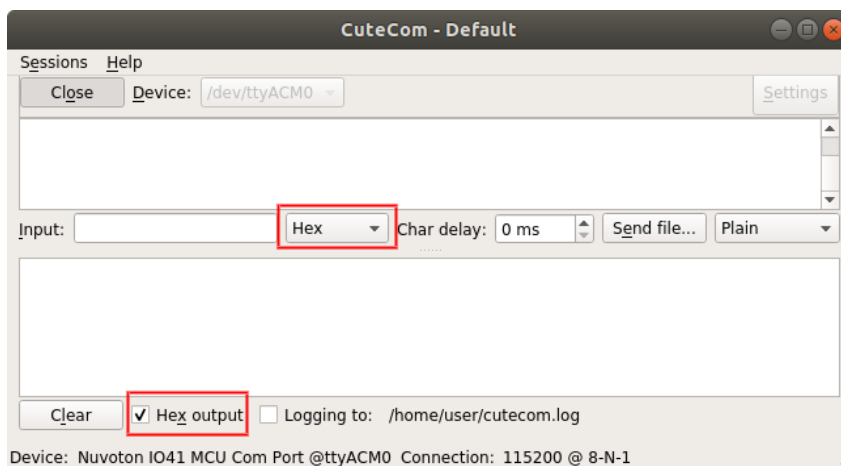 CuteCom - Default
Sessions Help
Close Device: /dev/ttyACM0 Settings
Input: Hex Char delay: 0 ms Send file... Plain
Clear Hex output Logging to: /home/user/cutecom.log
Device: Nuvoton IO41 MCU Com Port @ttyACM0 Connection: 115200 @ 8-N-1